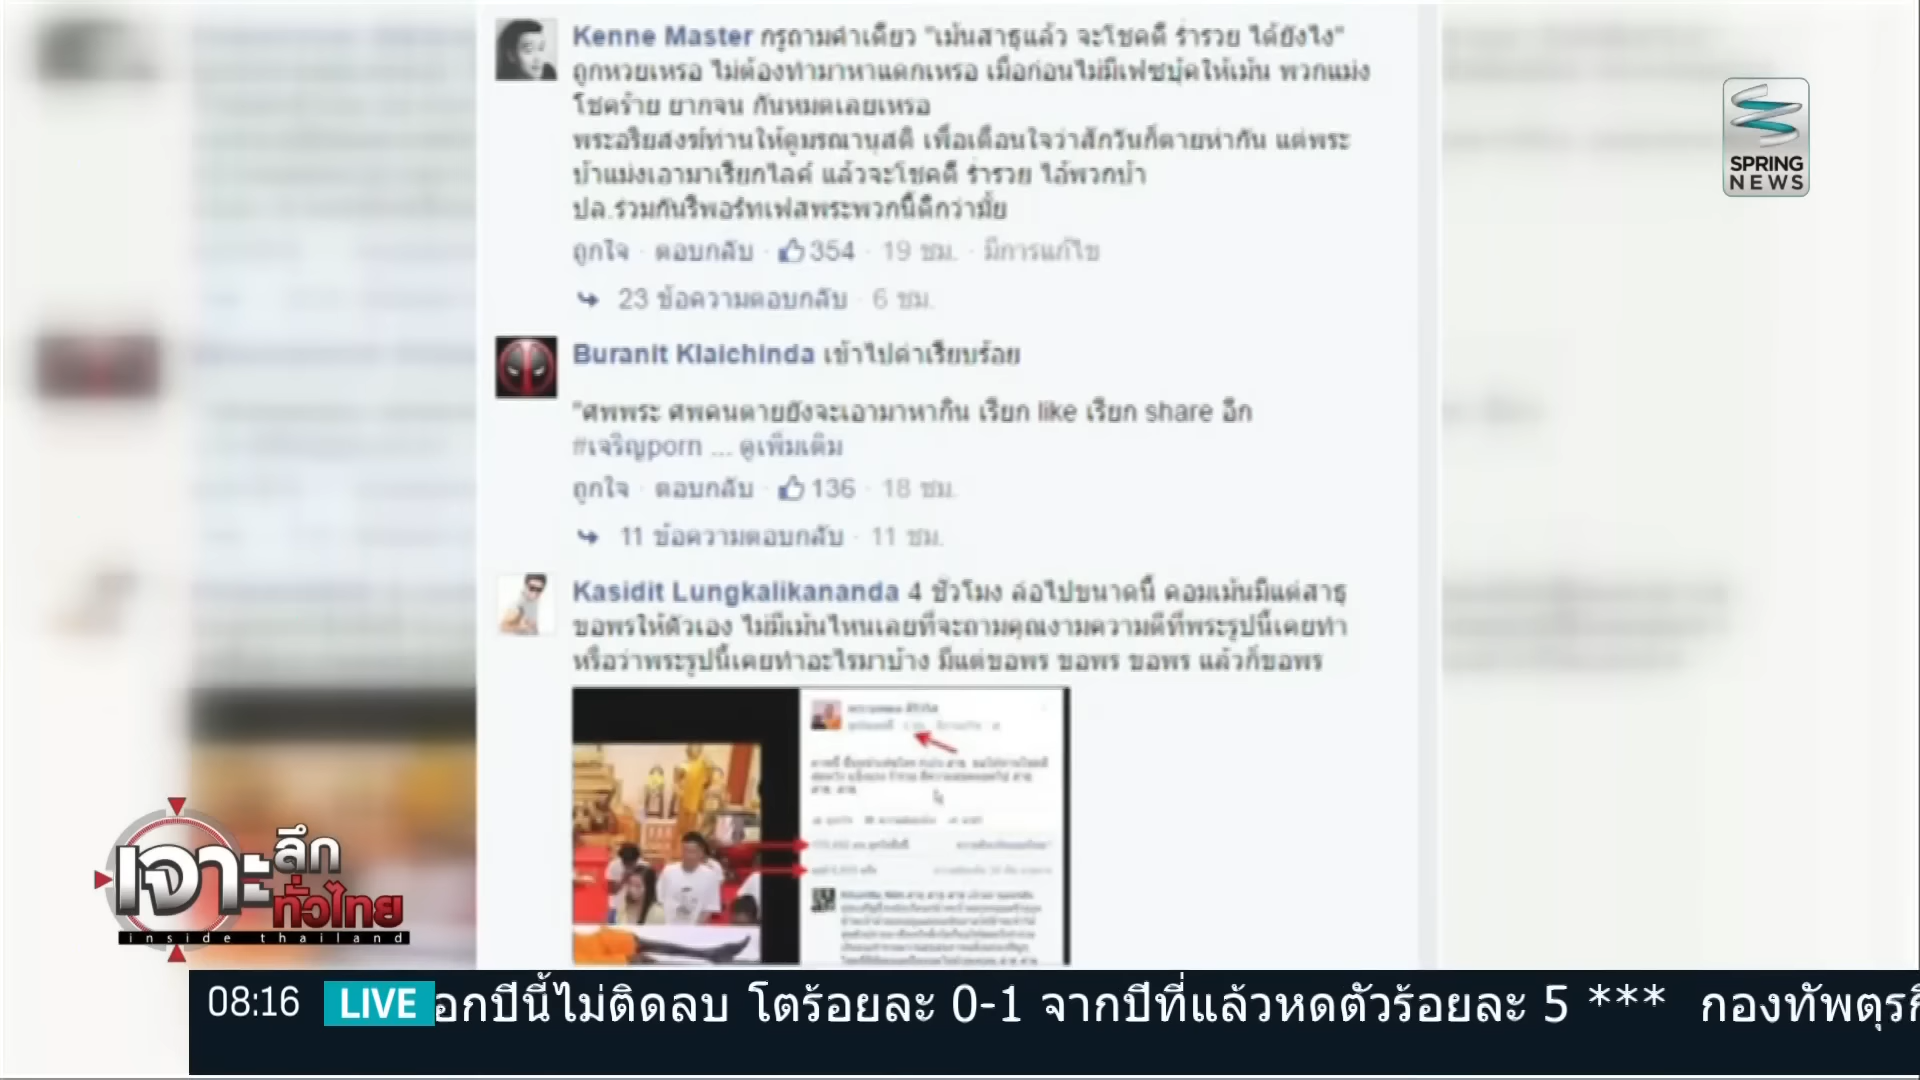 Kenne Master กรูถามคำเดียว "เม้นสาธุแล้ว จะโชคดี ร่ำรวย ได้ยังไง"
ถูกหวยเหรอ ไม่ต้องทำมาหาแดกเหรอ เมื่อก่อนไม่มีเฟซบุ๊คให้เม้น พวกแม่ง
โชคร้าย ยากจน กันหมดเลยเหรอ
พระอริยสงฆ์ท่านให้ดูมรณานุสติ เพื่อเตือนใจว่าสักวันก็ตายห่ากัน แต่พระ
บ้าแม่งเอามาเรียกไลค์ แล้วจะโชคดี ร่ำรวย ไอ้พวกบ้า
ปล.ร่วมกันรีพอร์ทเฟสพระพวกนี้ดีกว่ามั้ย
ถูกใจ · ตอบกลับ · 354 · 19 ชม. · มีการแก้ไข
23 ข้อความตอบกลับ · 6 ชม.
Buranit Klaichinda เข้าไปด่าเรียบร้อย
"ศพพระ ศพคนตายยังจะเอามาหากิน เรียก like เรียก share อีก
#เจริญporn ... ดูเพิ่มเติม
ถูกใจ · ตอบกลับ · 136 · 18 ชม.
11 ข้อความตอบกลับ · 11 ชม.
Kasidit Lungkalikananda 4 ชั่วโมง ล่อไปขนาดนี้ คอมเม้นมีแต่สาธุ
ขอพรให้ตัวเอง ไม่มีเม้นไหนเลยที่จะถามคุณงามความดีที่พระรูปนี้เคยทำ
หรือว่าพระรูปนี้เคยทำอะไรมาบ้าง มีแต่ขอพร ขอพร ขอพร แล้วก็ขอพร
SPRING
NEWS
เจาะลึก
ทั่วไทย
inside thailand
08:16 LIVE อกปีนี้ไม่ติดลบ โตร้อยละ 0-1 จากปีที่แล้วหดตัวร้อยละ 5 *** กองทัพตุรกี